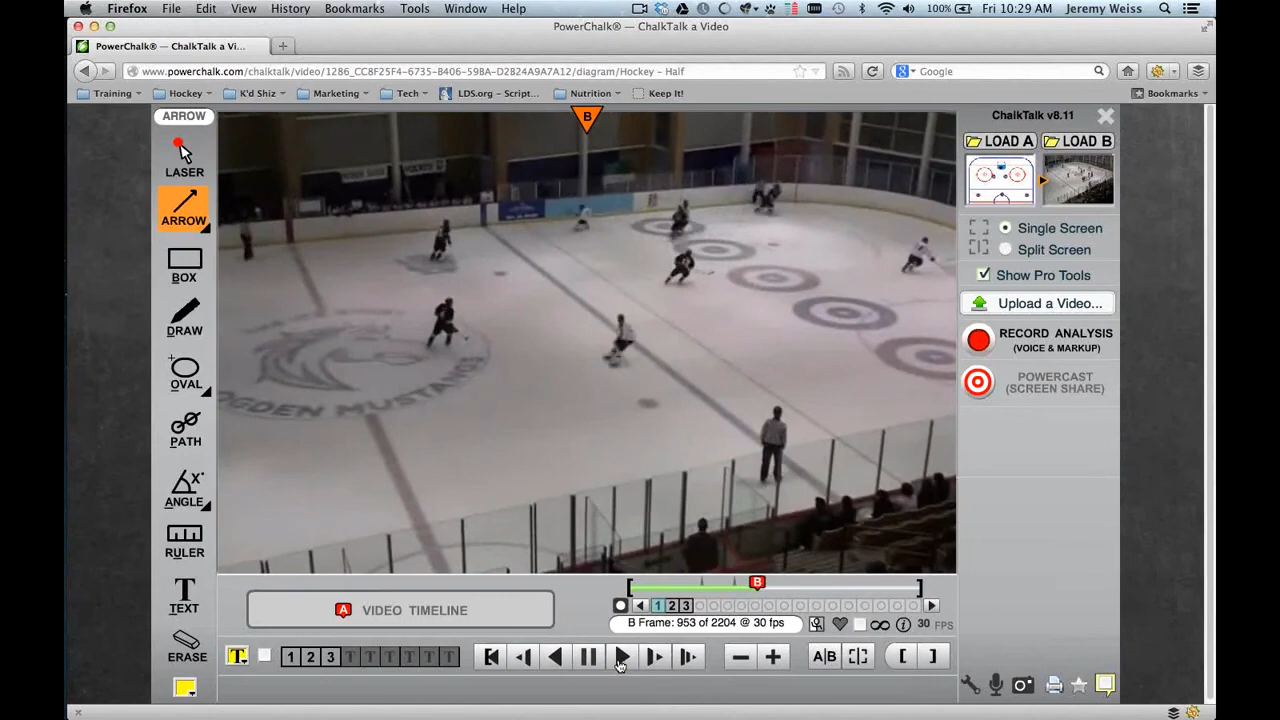 Firefox File Edit View History Bookmarks Tools Window Help 100% Fri 10:29 AM Jeremy Weiss
PowerChalk® — ChalkTalk a Video
PowerChalk® — ChalkTalk a Vi...
www.powerchalk.com/chalktalk/video/1286_CC8F25F4-6735-B406-59BA-D2B24A9A7A12/diagram/Hockey - Half
Google
Training Hockey K'd Shiz Marketing Tech LDS.org – Script... Nutrition Keep It! Bookmarks
ARROW
B
ChalkTalk v8.11
LOAD A LOAD B
LASER
ARROW
Single Screen
Split Screen
Show Pro Tools
BOX
Upload a Video...
DRAW
RECORD ANALYSIS
(VOICE & MARKUP)
OVAL
POWERCAST
(SCREEN SHARE)
OGDEN MUSTANGS
PATH
ANGLE
RULER
TEXT
B
A VIDEO TIMELINE
1 2 3
B Frame: 953 of 2204 @ 30 fps
30 FPS
ERASE
T 1 2 3 T T T T T T
A|B